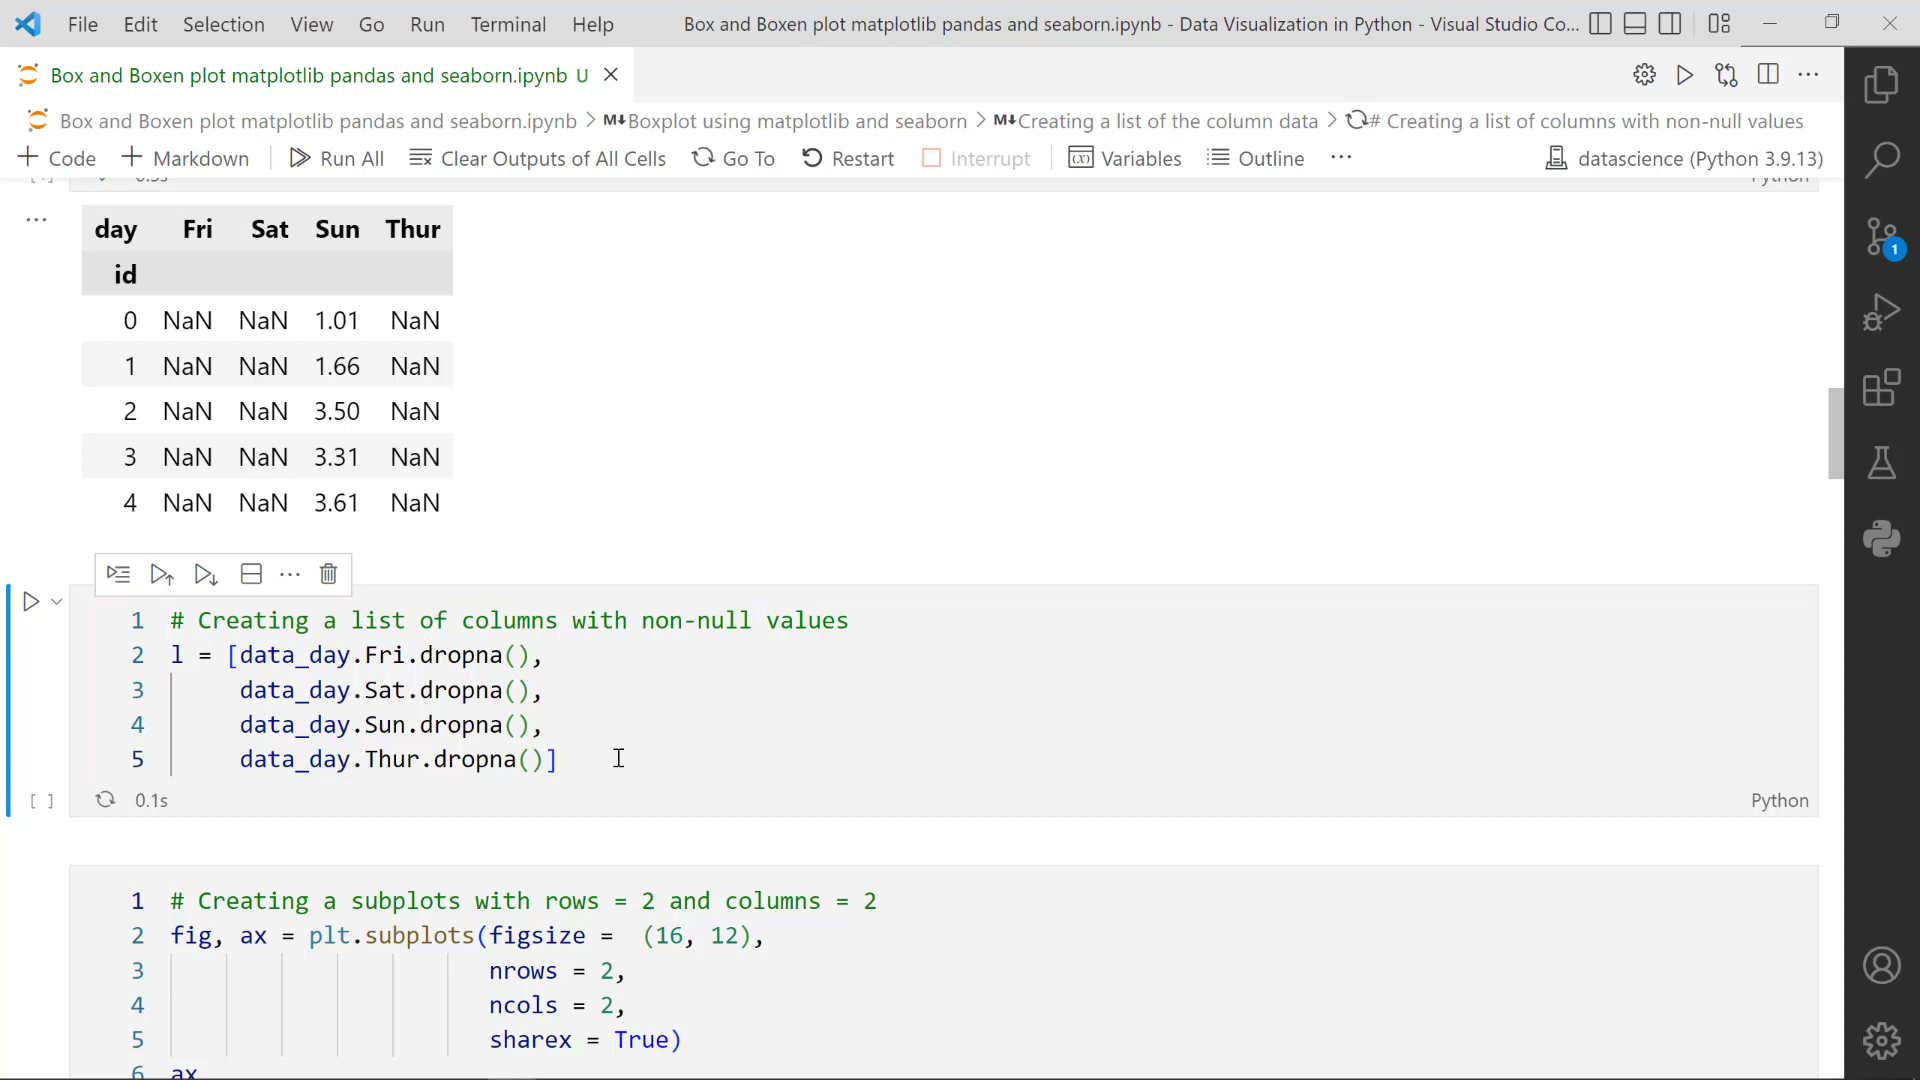 File Edit Selection View Go Run Terminal Help Box and Boxen plot matplotlib pandas and seaborn.ipynb - Data Visualization in Python - Visual Studio Co...
Box and Boxen plot matplotlib pandas and seaborn.ipynb U
Box and Boxen plot matplotlib pandas and seaborn.ipynb > M↓Boxplot using matplotlib and seaborn > M↓Creating a list of the column data > # Creating a list of columns with non-null values
+ Code + Markdown Run All Clear Outputs of All Cells Go To Restart Interrupt Variables Outline ... datascience (Python 3.9.13)
day Fri Sat Sun Thur
id
0 NaN NaN 1.01 NaN
1 NaN NaN 1.66 NaN
2 NaN NaN 3.50 NaN
3 NaN NaN 3.31 NaN
4 NaN NaN 3.61 NaN
1 # Creating a list of columns with non-null values
2 l = [data_day.Fri.dropna(),
3 data_day.Sat.dropna(),
4 data_day.Sun.dropna(),
5 data_day.Thur.dropna()]
[ ] 0.1s Python
1 # Creating a subplots with rows = 2 and columns = 2
2 fig, ax = plt.subplots(figsize = (16, 12),
3 nrows = 2,
4 ncols = 2,
5 sharex = True)
6 ax
1